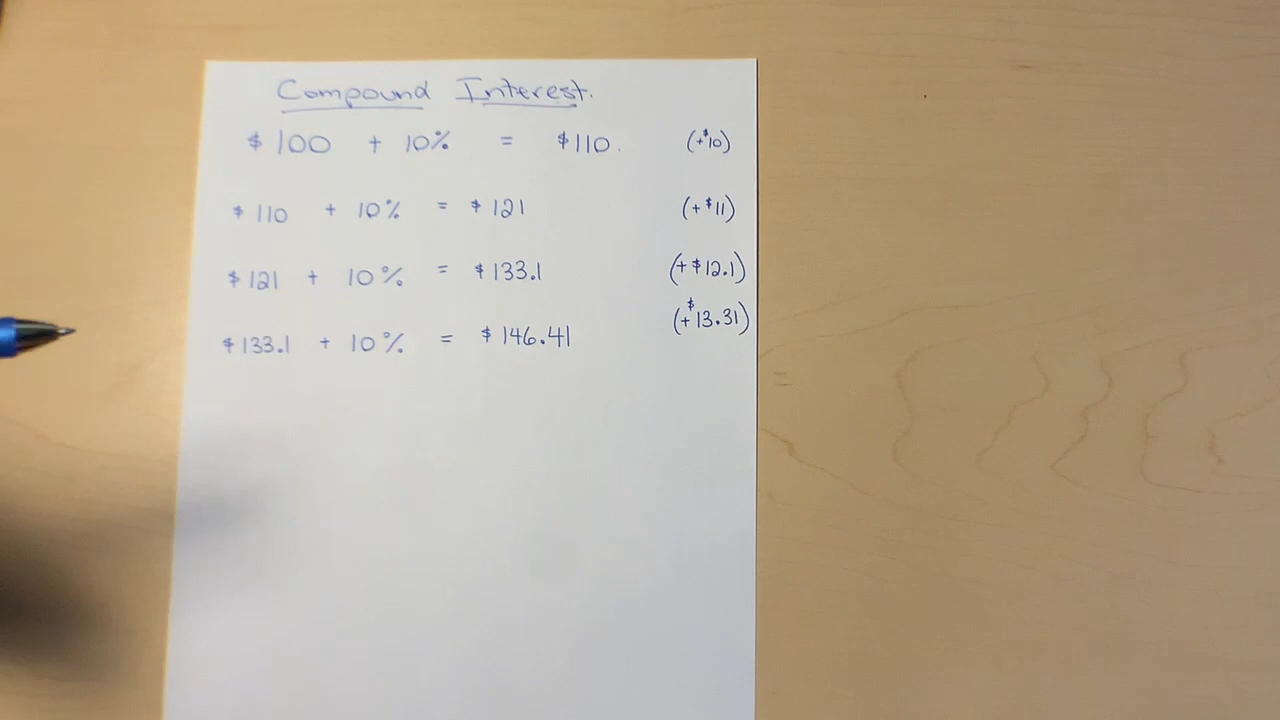 Compound Interest.
$100 + 10% = $110. (+$10)
$110 + 10% = $121 (+$11)
$121 + 10% = $133.1 (+$12.1)
$133.1 + 10% = $146.41 (+$13.31)